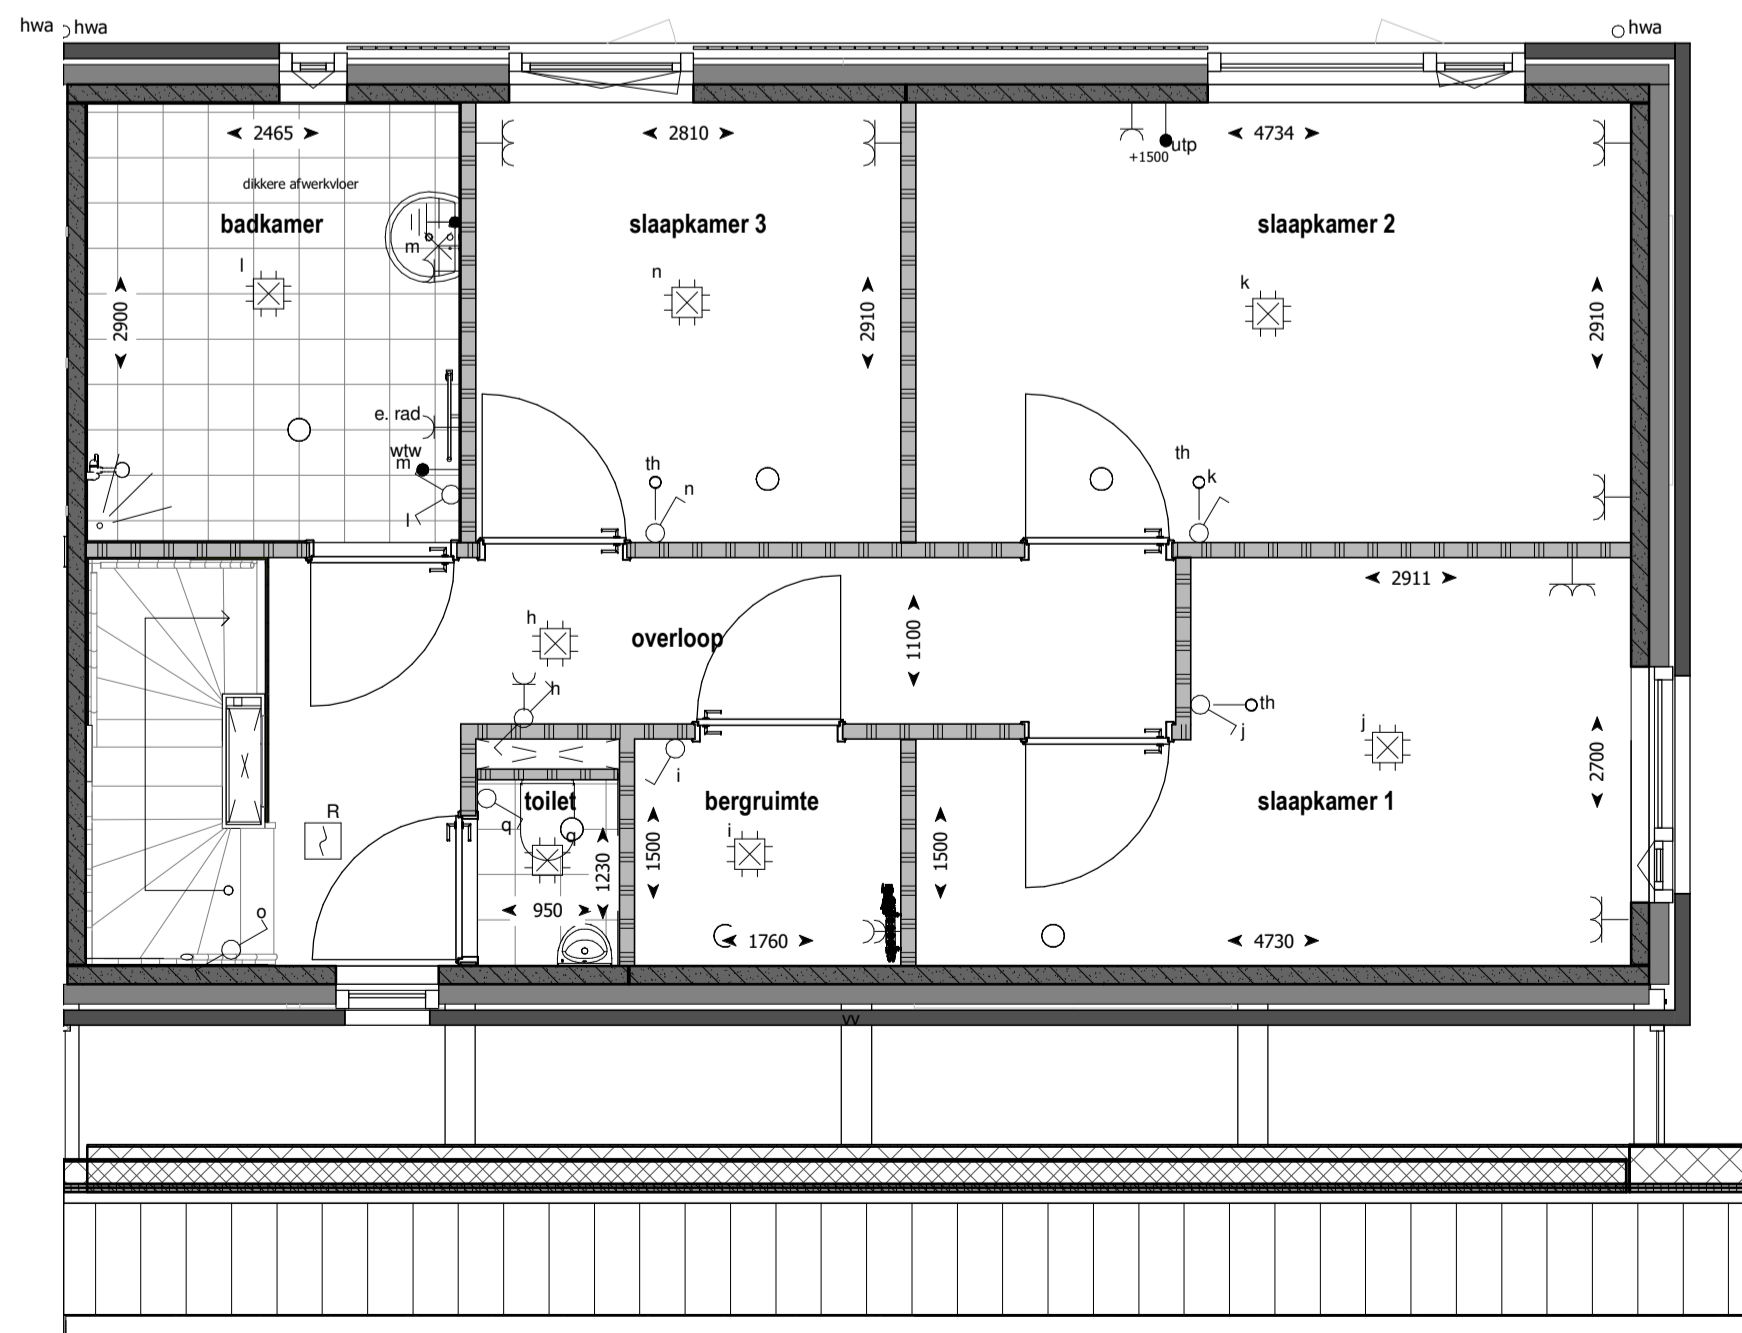 hwa hwa
hwa
2465
2810
4734
utp
+1500
dikkere afwerkvloer
badkamer
slaapkamer 3
slaapkamer 2
m
l
n
k
2900
2910
2910
e. rad
wtw
m
l
th
n
th
k
2911
h
overloop
1100
h
th
j
j
i
2700
R
toilet
bergruimte
slaapkamer 1
q
q
i
1230
1500
1500
o
950
1760
4730
vv